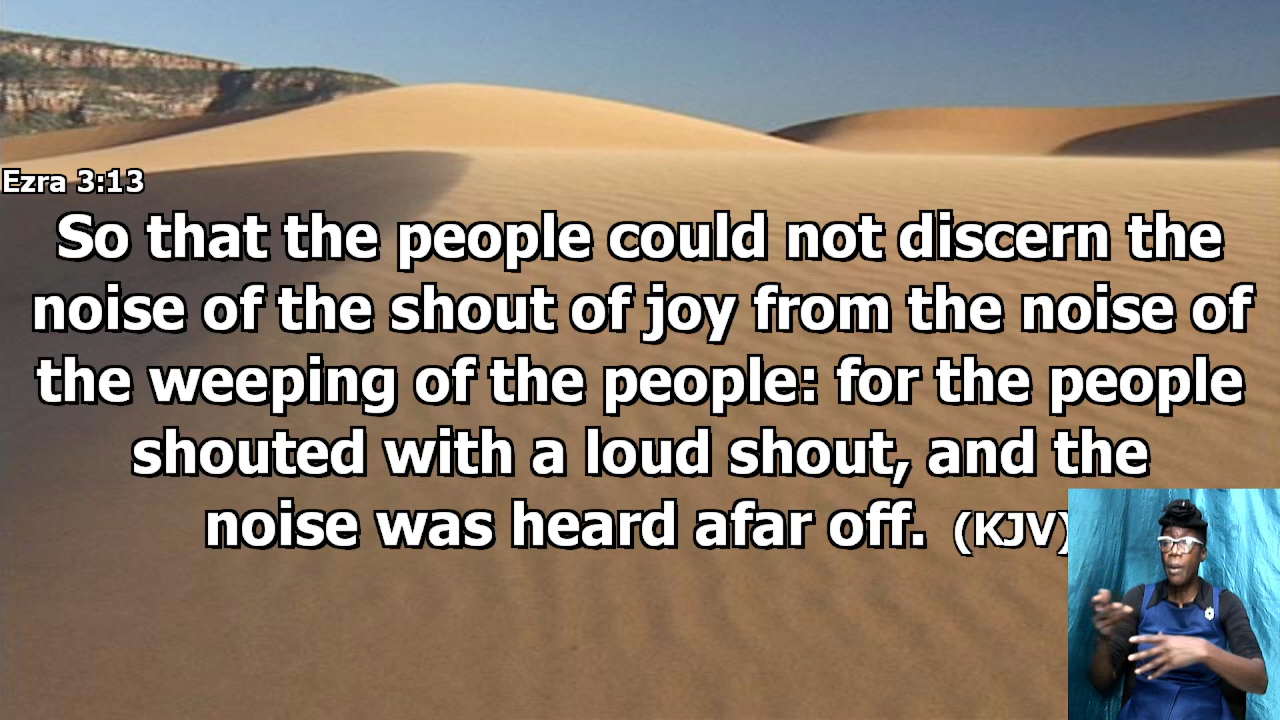 Ezra 3:13
So that the people could not discern the
noise of the shout of joy from the noise of
the weeping of the people: for the people
shouted with a loud shout, and the
noise was heard afar off. (KJV)